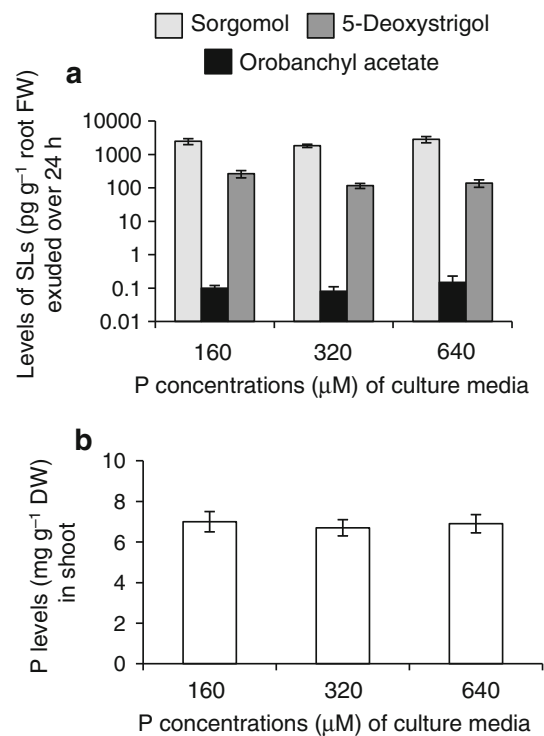 Sorgomol 5-Deoxystrigol
Orobanchyl acetate
a
Levels of SLs (pg g⁻¹ root FW)
exuded over 24 h
10000
1000
100
10
1
0.1
0.01
160 320 640
P concentrations (μM) of culture media
b
P levels (mg g⁻¹ DW)
in shoot
10
8
6
4
2
0
160 320 640
P concentrations (μM) of culture media